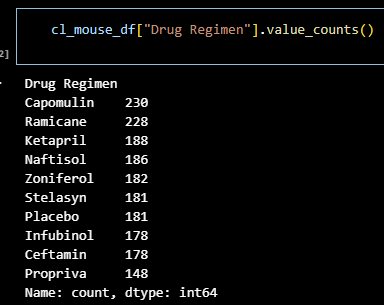 cl_mouse_df["Drug Regimen"].value_counts()
2]
Drug Regimen
Capomulin    230
Ramicane     228
Ketapril     188
Naftisol     186
Zoniferol    182
Stelasyn     181
Placebo      181
Infubinol    178
Ceftamin     178
Propriva     148
Name: count, dtype: int64